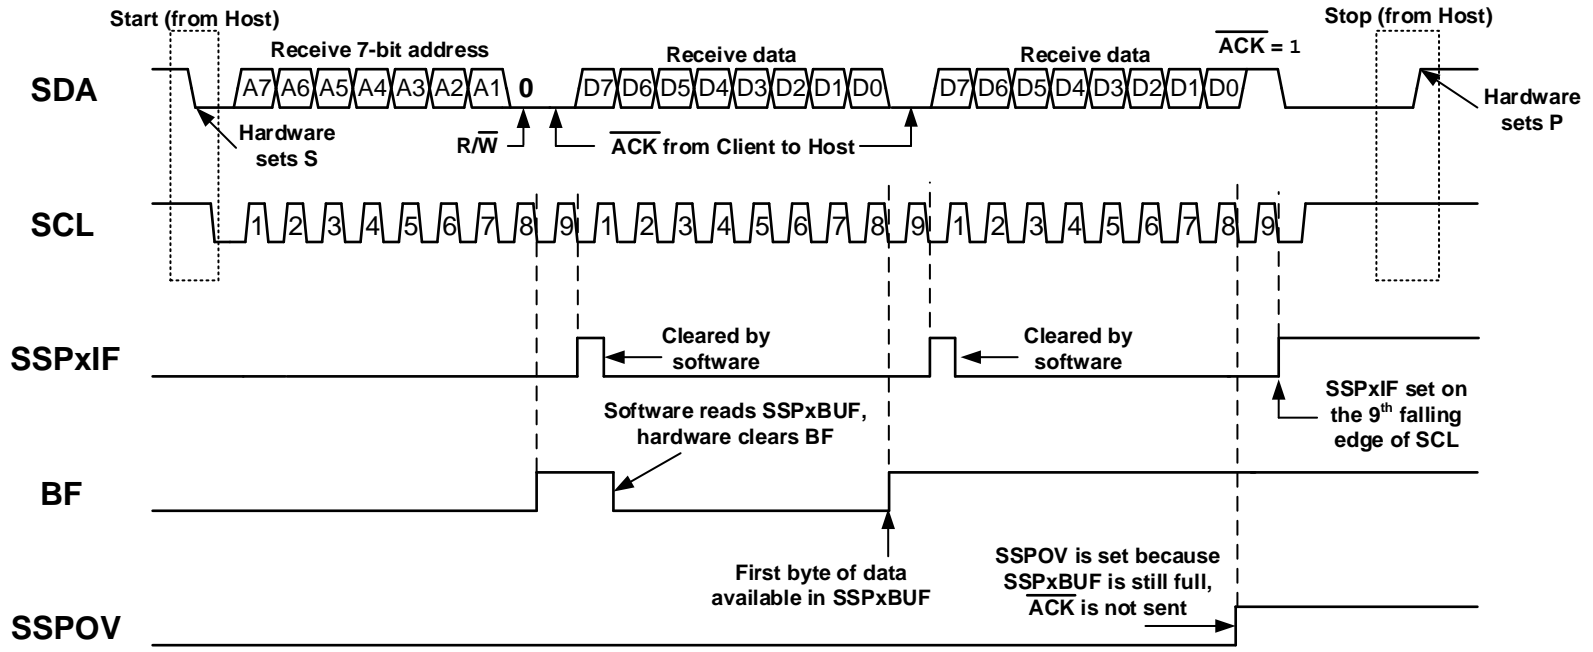 Start (from Host)
Stop (from Host)
Receive 7-bit address
Receive data
Receive data
ACK = 1
SDA
A7 A6 A5 A4 A3 A2 A1 0 D7 D6 D5 D4 D3 D2 D1 D0 D7 D6 D5 D4 D3 D2 D1 D0
Hardware
sets S
R/W
ACK from Client to Host
Hardware
sets P
SCL
1 2 3 4 5 6 7 8 9 1 2 3 4 5 6 7 8 9 1 2 3 4 5 6 7 8 9
SSPxIF
Cleared by
software
Cleared by
software
SSPxIF set on
the 9th falling
edge of SCL
Software reads SSPxBUF,
hardware clears BF
BF
First byte of data
available in SSPxBUF
SSPOV is set because
SSPxBUF is still full,
ACK is not sent
SSPOV